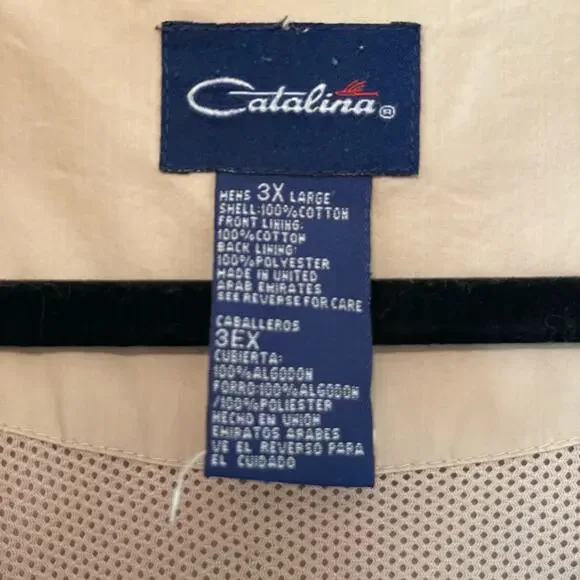 Catalina®
MENS 3X LARGE
SHELL:100%COTTON
FRONT LINING:
100%COTTON
BACK LINING:
100%POLYESTER
MADE IN UNITED
ARAB EMIRATES
SEE REVERSE FOR CARE
CABALLEROS
3EX
CUBIERTA:
100%ALGODON
FORRO:100%ALGODON
/100%POLIESTER
HECHO EN UNION
EMIRATOS ARABES
VE EL REVERSO PARA
EL CUIDADO